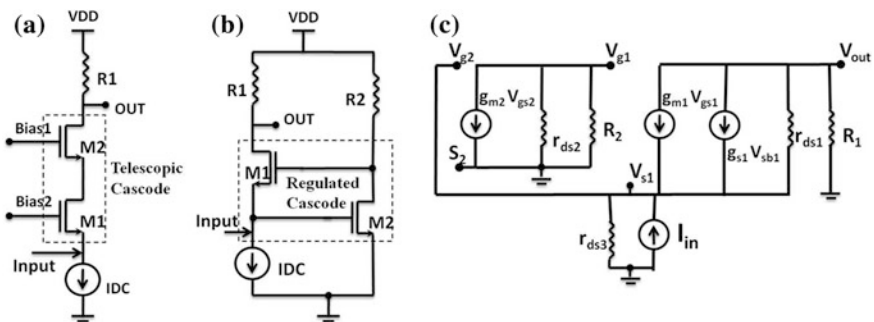 (a)
VDD
R1
OUT
Bias1
M2
Telescopic
Cascode
Bias2
M1
Input
IDC
(b)
VDD
R1
R2
OUT
M1
Regulated
Cascode
M2
Input
IDC
(c)
Vg2
Vg1
Vout
gm2 Vgs2
rds2
R2
S2
gm1 Vgs1
gs1 Vsb1
rds1
R1
Vs1
rds3
Iin